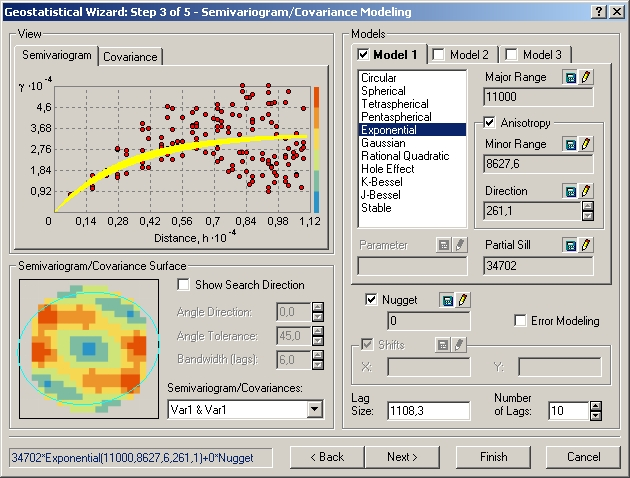 Geostatistical Wizard: Step 3 of 5 - Semivariogram/Covariance Modeling
View
Semivariogram
Covariance
γ ·10⁻⁴
4,6
3,68
2,76
1,84
0,92
0
0,14
0,28
0,42
0,56
0,7
0,84
0,98
1,12
Distance, h ·10⁻⁴
Semivariogram/Covariance Surface
Show Search Direction
Angle Direction:
0,0
Angle Tolerance:
45,0
Bandwidth (lags):
6,0
Semivariogram/Covariances:
Var1 & Var1
Models
Model 1
Model 2
Model 3
Circular
Spherical
Tetraspherical
Pentaspherical
Exponential
Gaussian
Rational Quadratic
Hole Effect
K-Bessel
J-Bessel
Stable
Major Range
11000
Anisotropy
Minor Range
8627,6
Direction
261,1
Parameter
Partial Sill
34702
Nugget
0
Error Modeling
Shifts
X:
Y:
Lag
Size:
1108,3
Number
of Lags:
10
34702*Exponential(11000,8627,6,261,1)+0*Nugget
< Back
Next >
Finish
Cancel